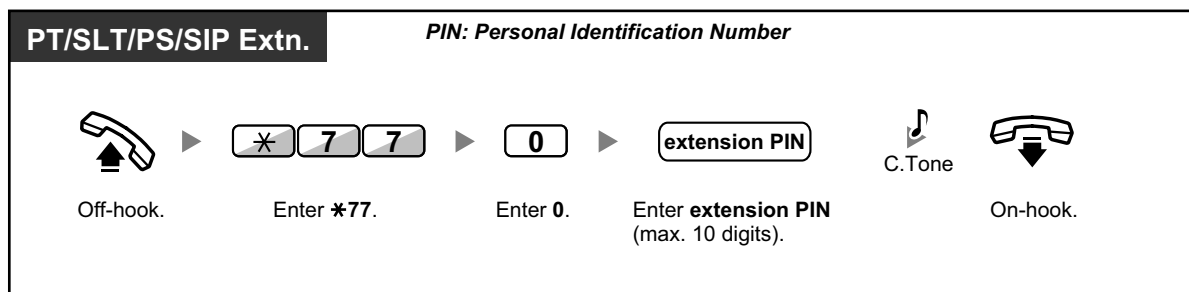 PT/SLT/PS/SIP Extn.
PIN: Personal Identification Number
* 7 7
0
extension PIN
C.Tone
Off-hook.
Enter *77.
Enter 0.
Enter extension PIN
(max. 10 digits).
On-hook.